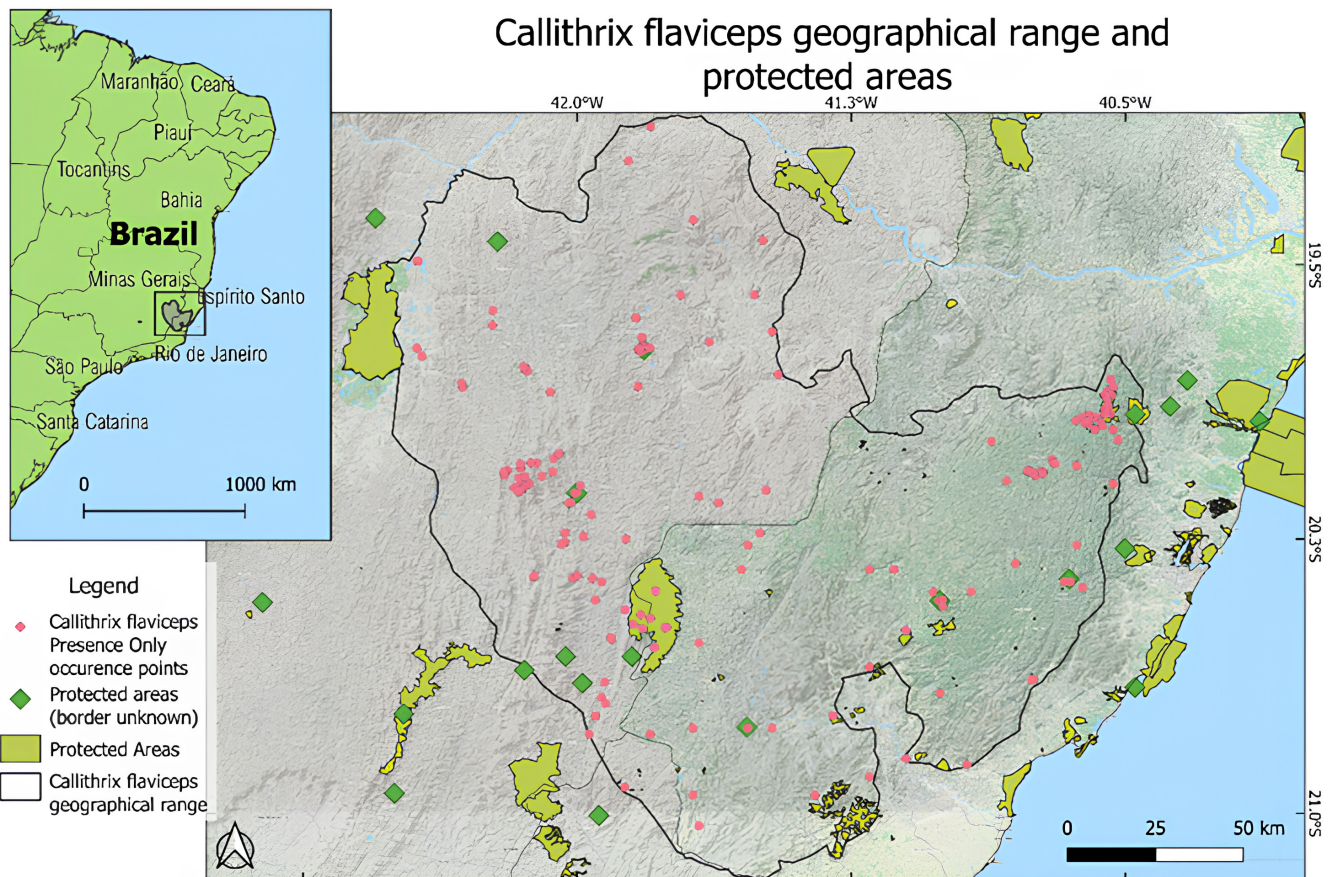 Callithrix flaviceps geographical range and
protected areas
42.0°W
41.3°W
40.5°W
19.5°S
20.3°S
21.0°S
Maranhão
Ceará
Piauí
Tocantins
Bahia
Brazil
Minas Gerais
Espírito Santo
Rio de Janeiro
São Paulo
Santa Catarina
0
1000 km
Legend
Callithrix flaviceps
Presence Only
occurence points
Protected areas
(border unknown)
Protected Areas
Callithrix flaviceps
geographical range
0
25
50 km